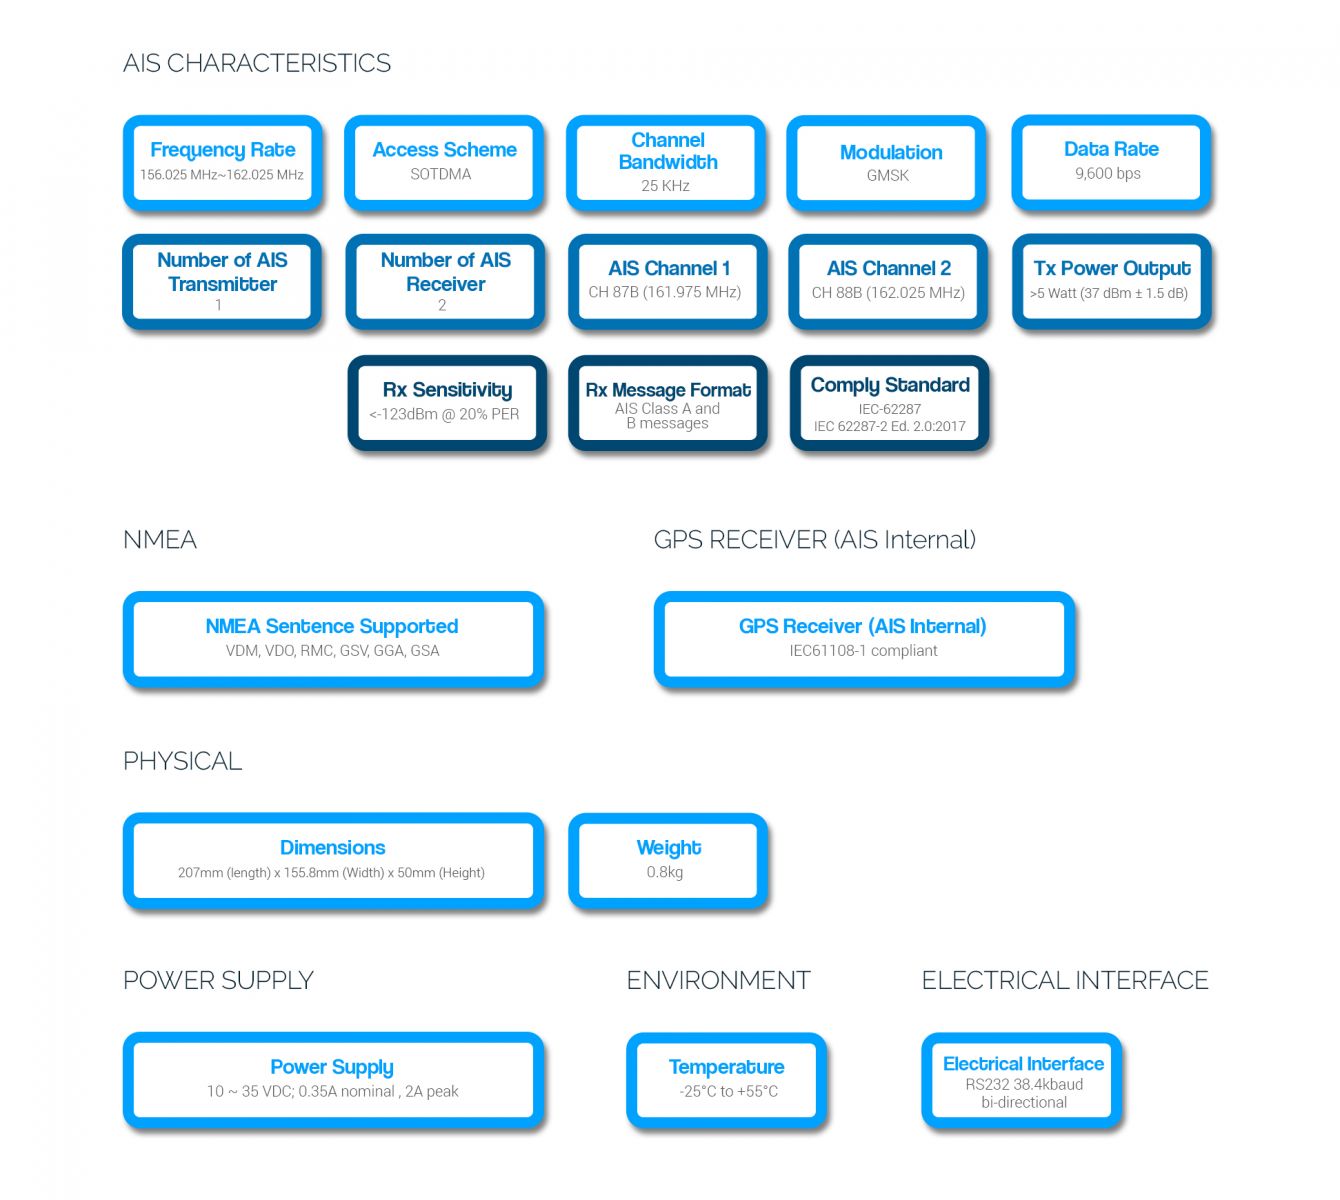 AIS CHARACTERISTICS
Frequency Rate
156.025 MHz~162.025 MHz
Access Scheme
SOTDMA
Channel
Bandwidth
25 KHz
Modulation
GMSK
Data Rate
9,600 bps
Number of AIS
Transmitter
1
Number of AIS
Receiver
2
AIS Channel 1
CH 87B (161.975 MHz)
AIS Channel 2
CH 88B (162.025 MHz)
Tx Power Output
>5 Watt (37 dBm ± 1.5 dB)
Rx Sensitivity
<-123dBm @ 20% PER
Rx Message Format
AIS Class A and
B messages
Comply Standard
IEC-62287
IEC 62287-2 Ed. 2.0:2017
NMEA
NMEA Sentence Supported
VDM, VDO, RMC, GSV, GGA, GSA
GPS RECEIVER (AIS Internal)
GPS Receiver (AIS Internal)
IEC61108-1 compliant
PHYSICAL
Dimensions
207mm (length) x 155.8mm (Width) x 50mm (Height)
Weight
0.8kg
POWER SUPPLY
Power Supply
10 ~ 35 VDC; 0.35A nominal , 2A peak
ENVIRONMENT
Temperature
-25°C to +55°C
ELECTRICAL INTERFACE
Electrical Interface
RS232 38.4kbaud
bi-directional